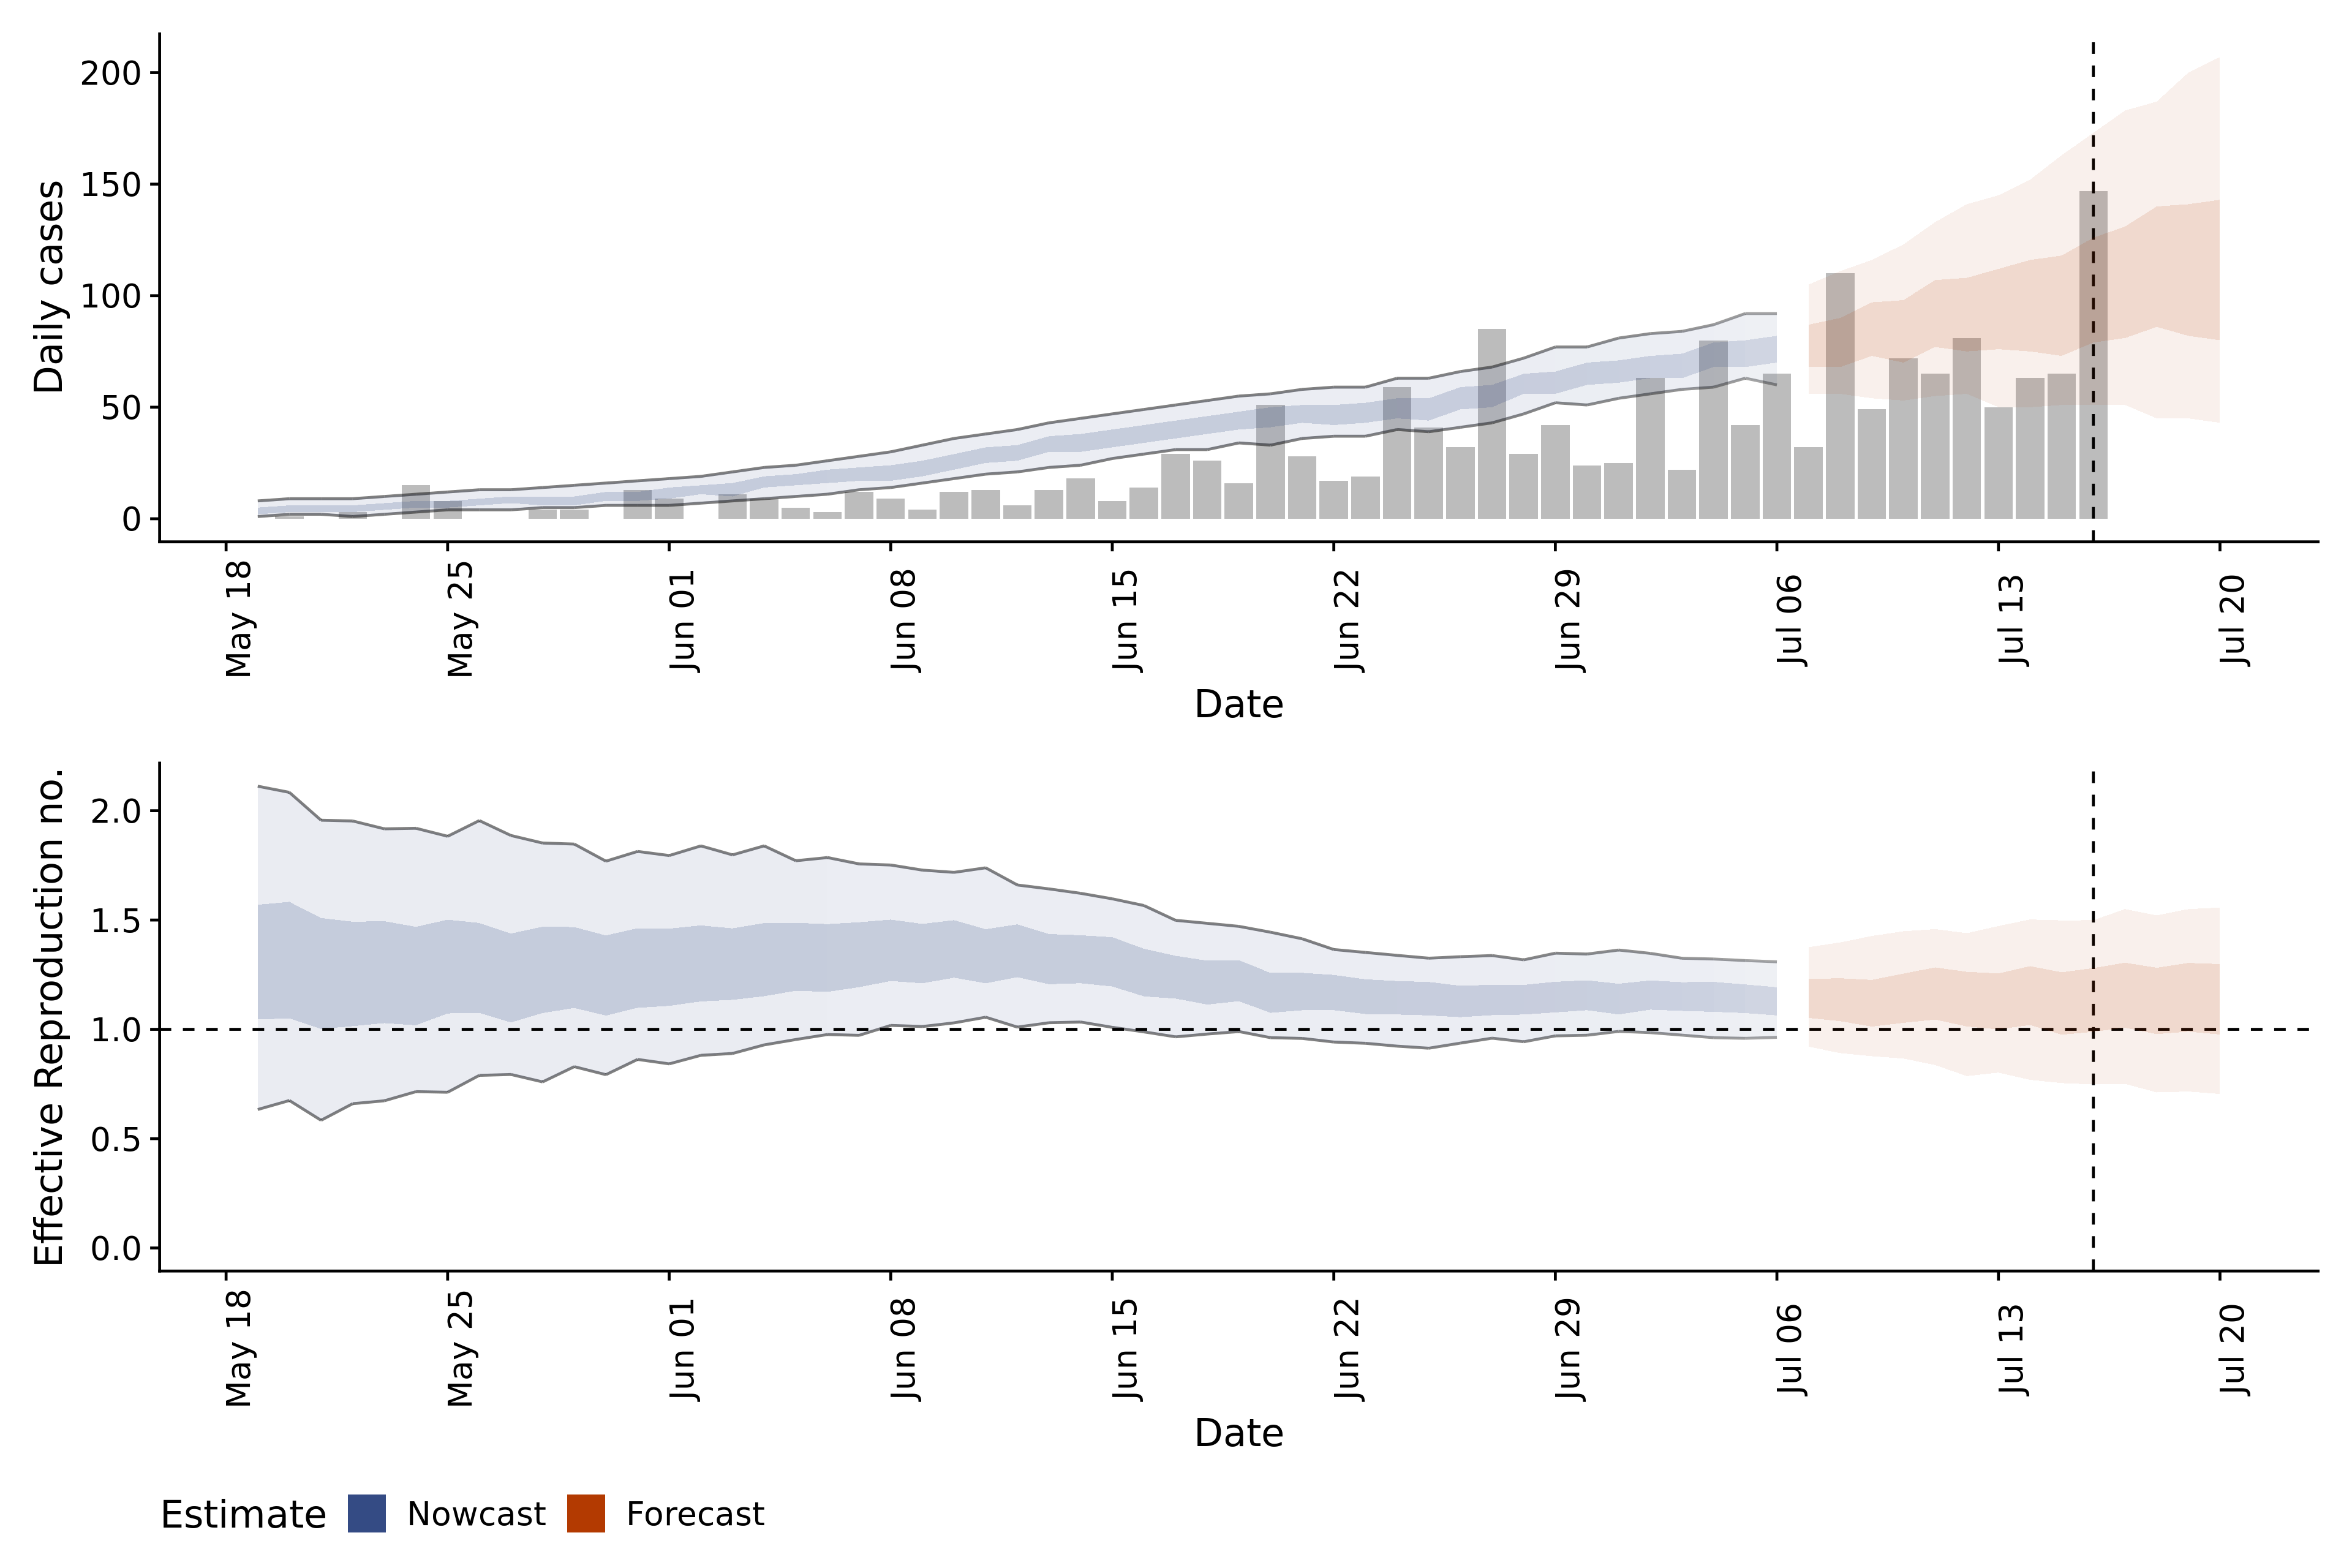 Daily cases
200
150
100
50
0
May 18
May 25
Jun 01
Jun 08
Jun 15
Jun 22
Jun 29
Jul 06
Jul 13
Jul 20
Date
Effective Reproduction no.
2.0
1.5
1.0
0.5
0.0
May 18
May 25
Jun 01
Jun 08
Jun 15
Jun 22
Jun 29
Jul 06
Jul 13
Jul 20
Date
Estimate Nowcast Forecast